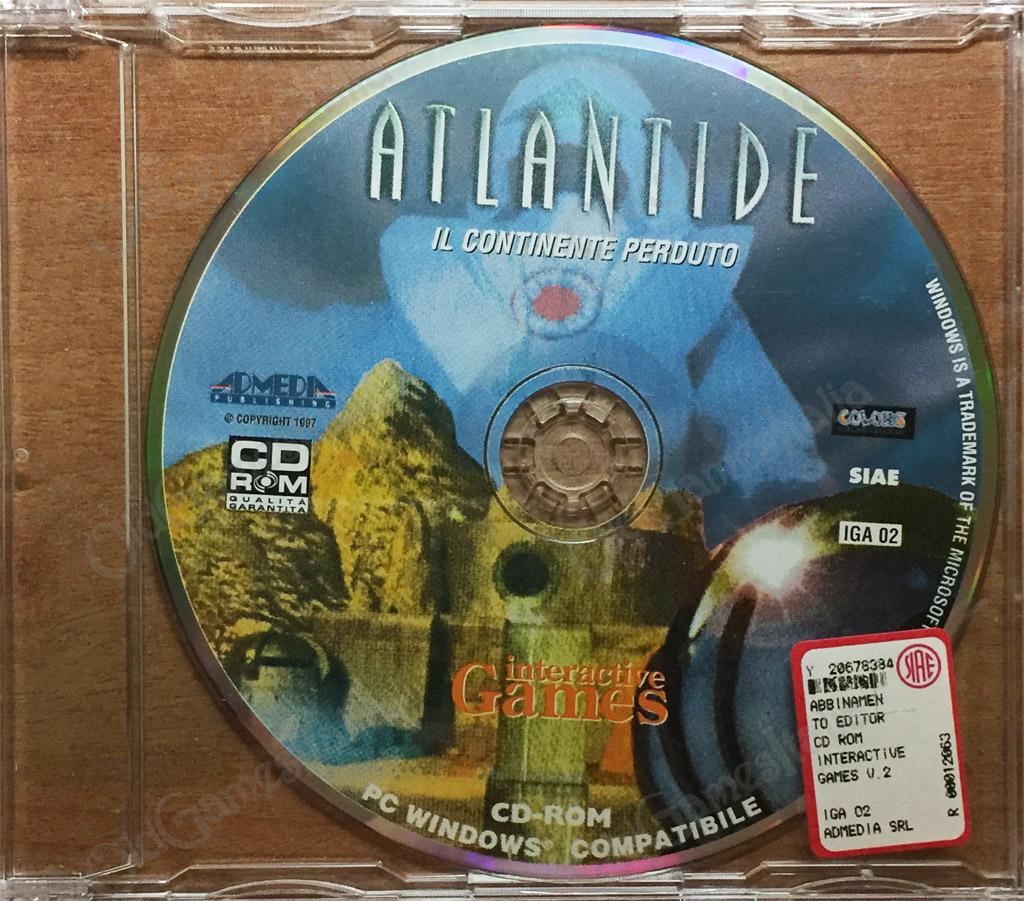 ATLANTIDE
IL CONTINENTE PERDUTO
WINDOWS IS A TRADEMARK OF THE MICROSOF
ADMEDIA
PUBLISHING
© COPYRIGHT 1997
CD
ROM
QUALITÀ
GARANTITA
COLORS
SIAE
IGA 02
interactive
Games
CD-ROM
PC WINDOWS® COMPATIBILE
SIAE
Y 20678384
ABBINAMEN
TO EDITOR
CD ROM
INTERACTIVE
GAMES V.2
IGA 02
ADMEDIA SRL
R 00012063